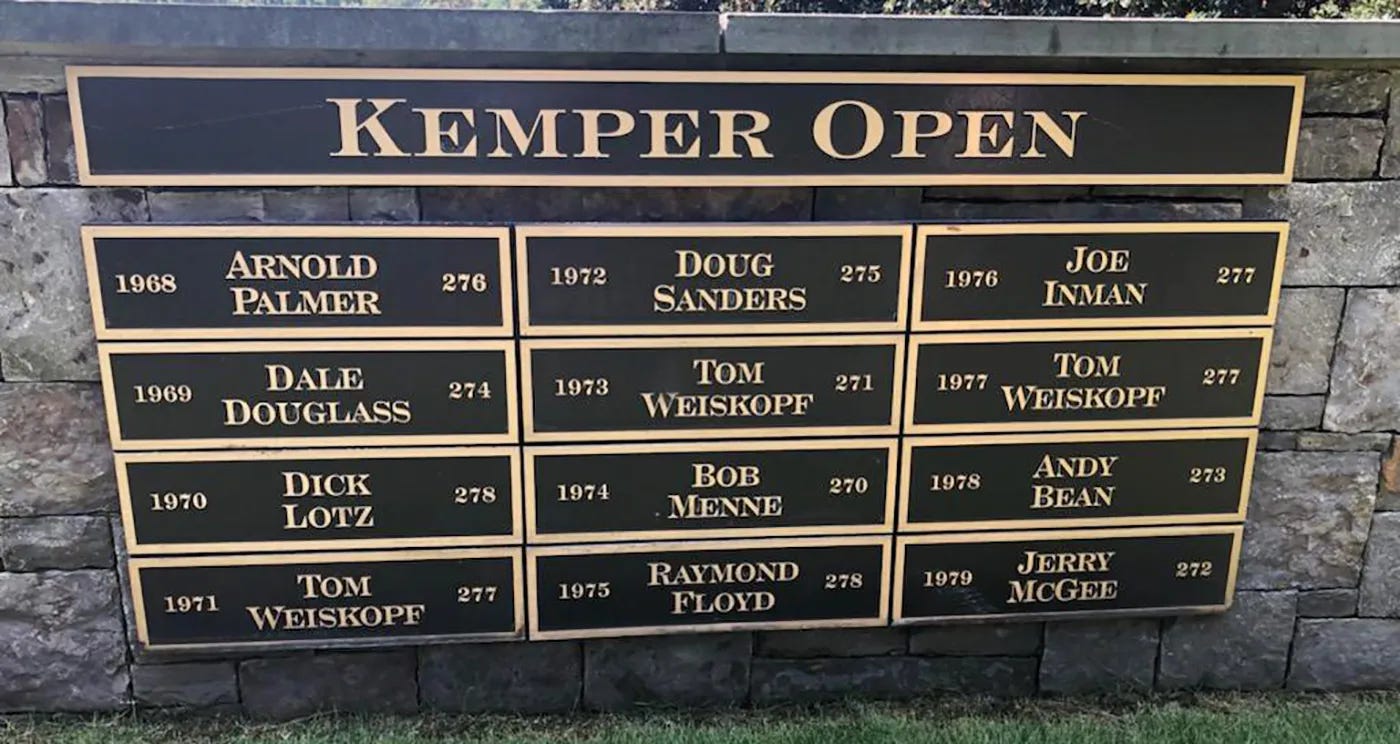 KEMPER OPEN
1968 ARNOLD PALMER 276
1969 DALE DOUGLASS 274
1970 DICK LOTZ 278
1971 TOM WEISKOPF 277
1972 DOUG SANDERS 275
1973 TOM WEISKOPF 271
1974 BOB MENNE 270
1975 RAYMOND FLOYD 278
1976 JOE INMAN 277
1977 TOM WEISKOPF 277
1978 ANDY BEAN 273
1979 JERRY MCGEE 272